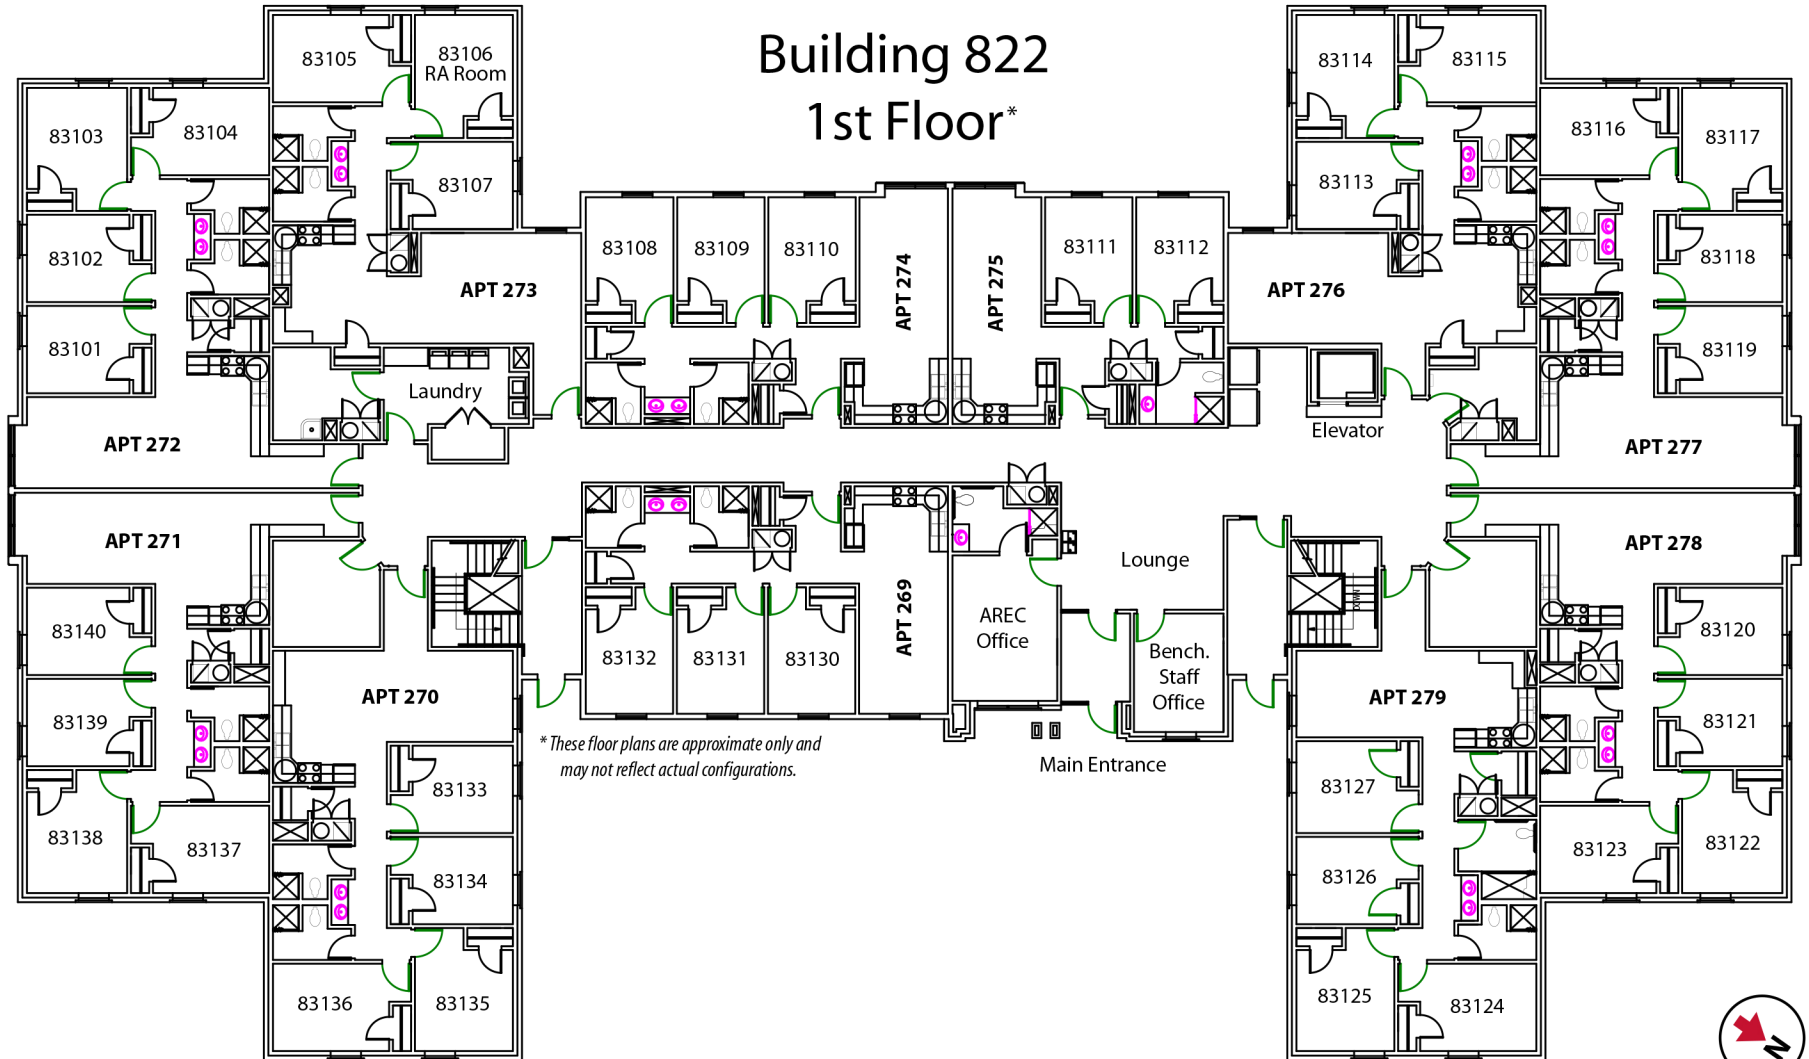 Building 822
1st Floor*
83105
83106
RA Room
83114
83115
83103
83104
83116
83117
83107
83113
83102
83108
83109
83110
APT 274
APT 275
83111
83112
83118
APT 273
APT 276
83101
83119
Laundry
Elevator
APT 272
APT 277
APT 271
APT 278
Lounge
DOWN
83140
APT 269
AREC
Office
83120
83132
83131
83130
Bench.
Staff
Office
APT 270
APT 279
83139
83121
* These floor plans are approximate only and
may not reflect actual configurations.
Main Entrance
83133
83127
83138
83137
83123
83122
83134
83126
83136
83135
83125
83124
N